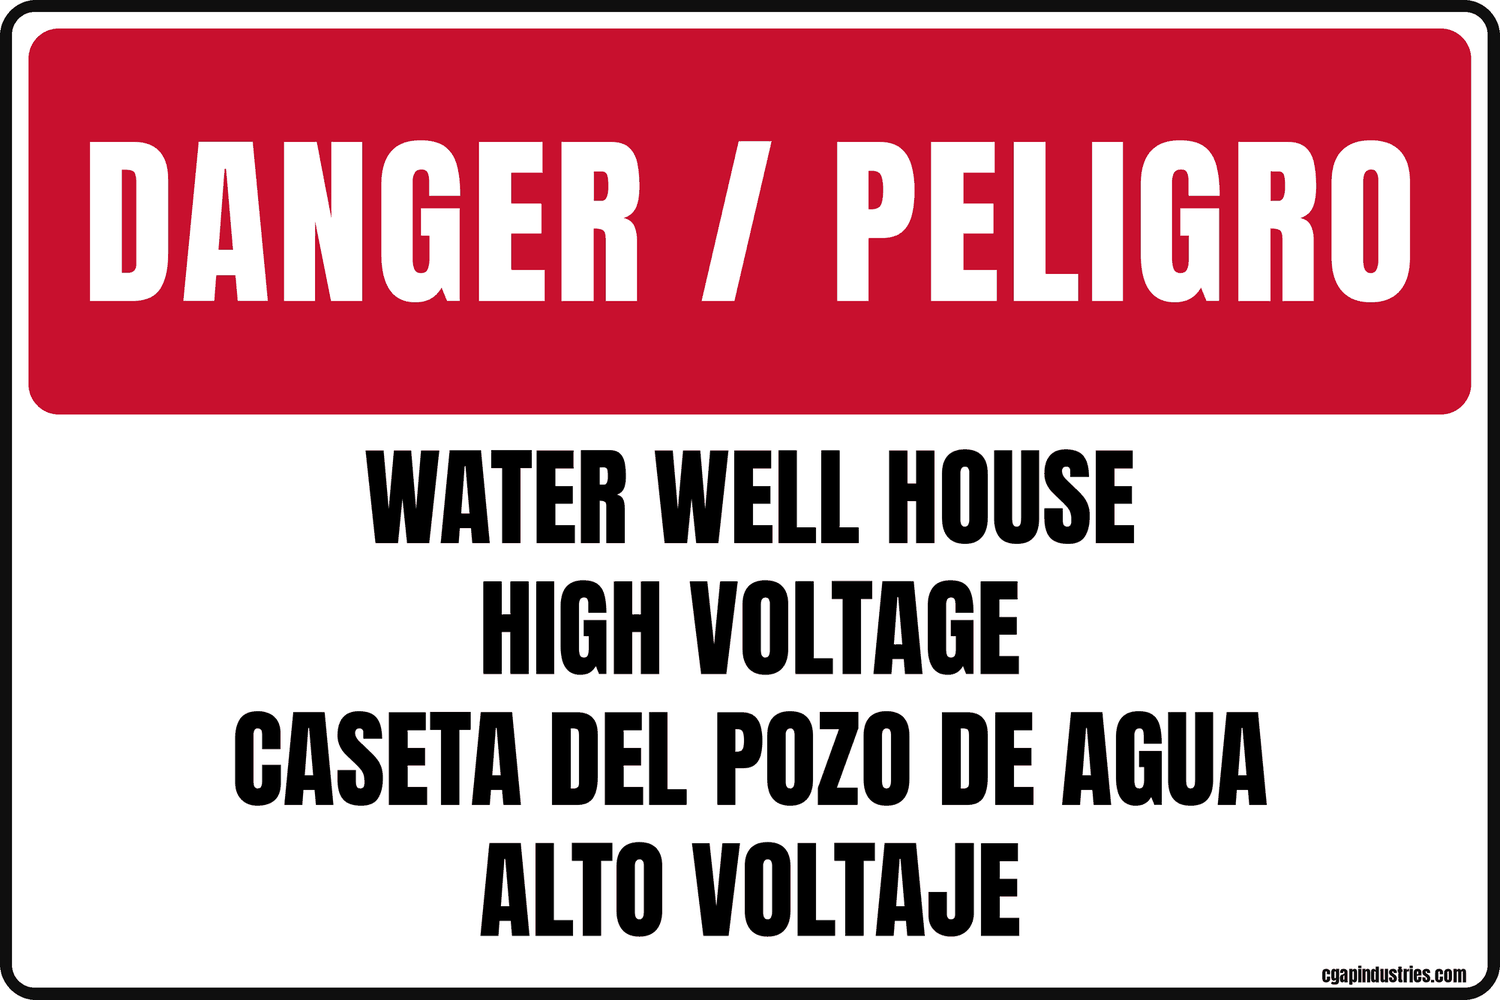 DANGER / PELIGRO
WATER WELL HOUSE
HIGH VOLTAGE
CASETA DEL POZO DE AGUA
ALTO VOLTAJE
cgapindustries.com